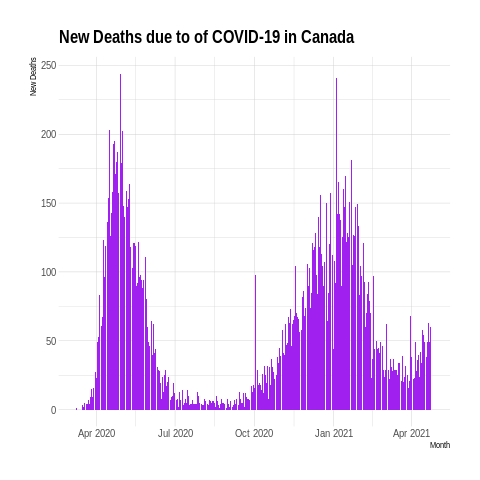 New Deaths due to of COVID-19 in Canada
New Deaths
250
200
150
100
50
0
Apr 2020 Jul 2020 Oct 2020 Jan 2021 Apr 2021
Month